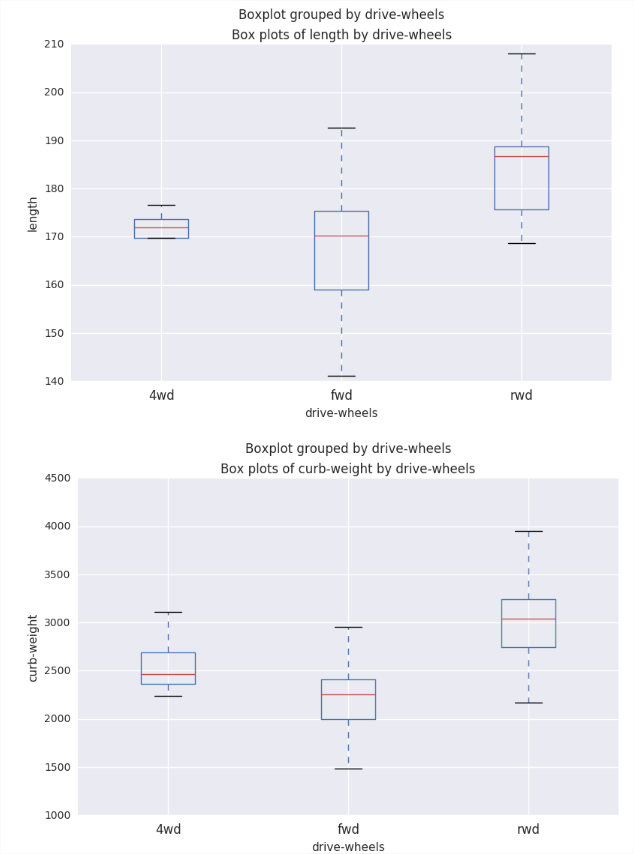 Boxplot grouped by drive-wheels
Box plots of length by drive-wheels
210
200
190
180
170
160
150
140
length
4wd fwd rwd
drive-wheels
Boxplot grouped by drive-wheels
Box plots of curb-weight by drive-wheels
4500
4000
3500
3000
2500
2000
1500
1000
curb-weight
4wd fwd rwd
drive-wheels